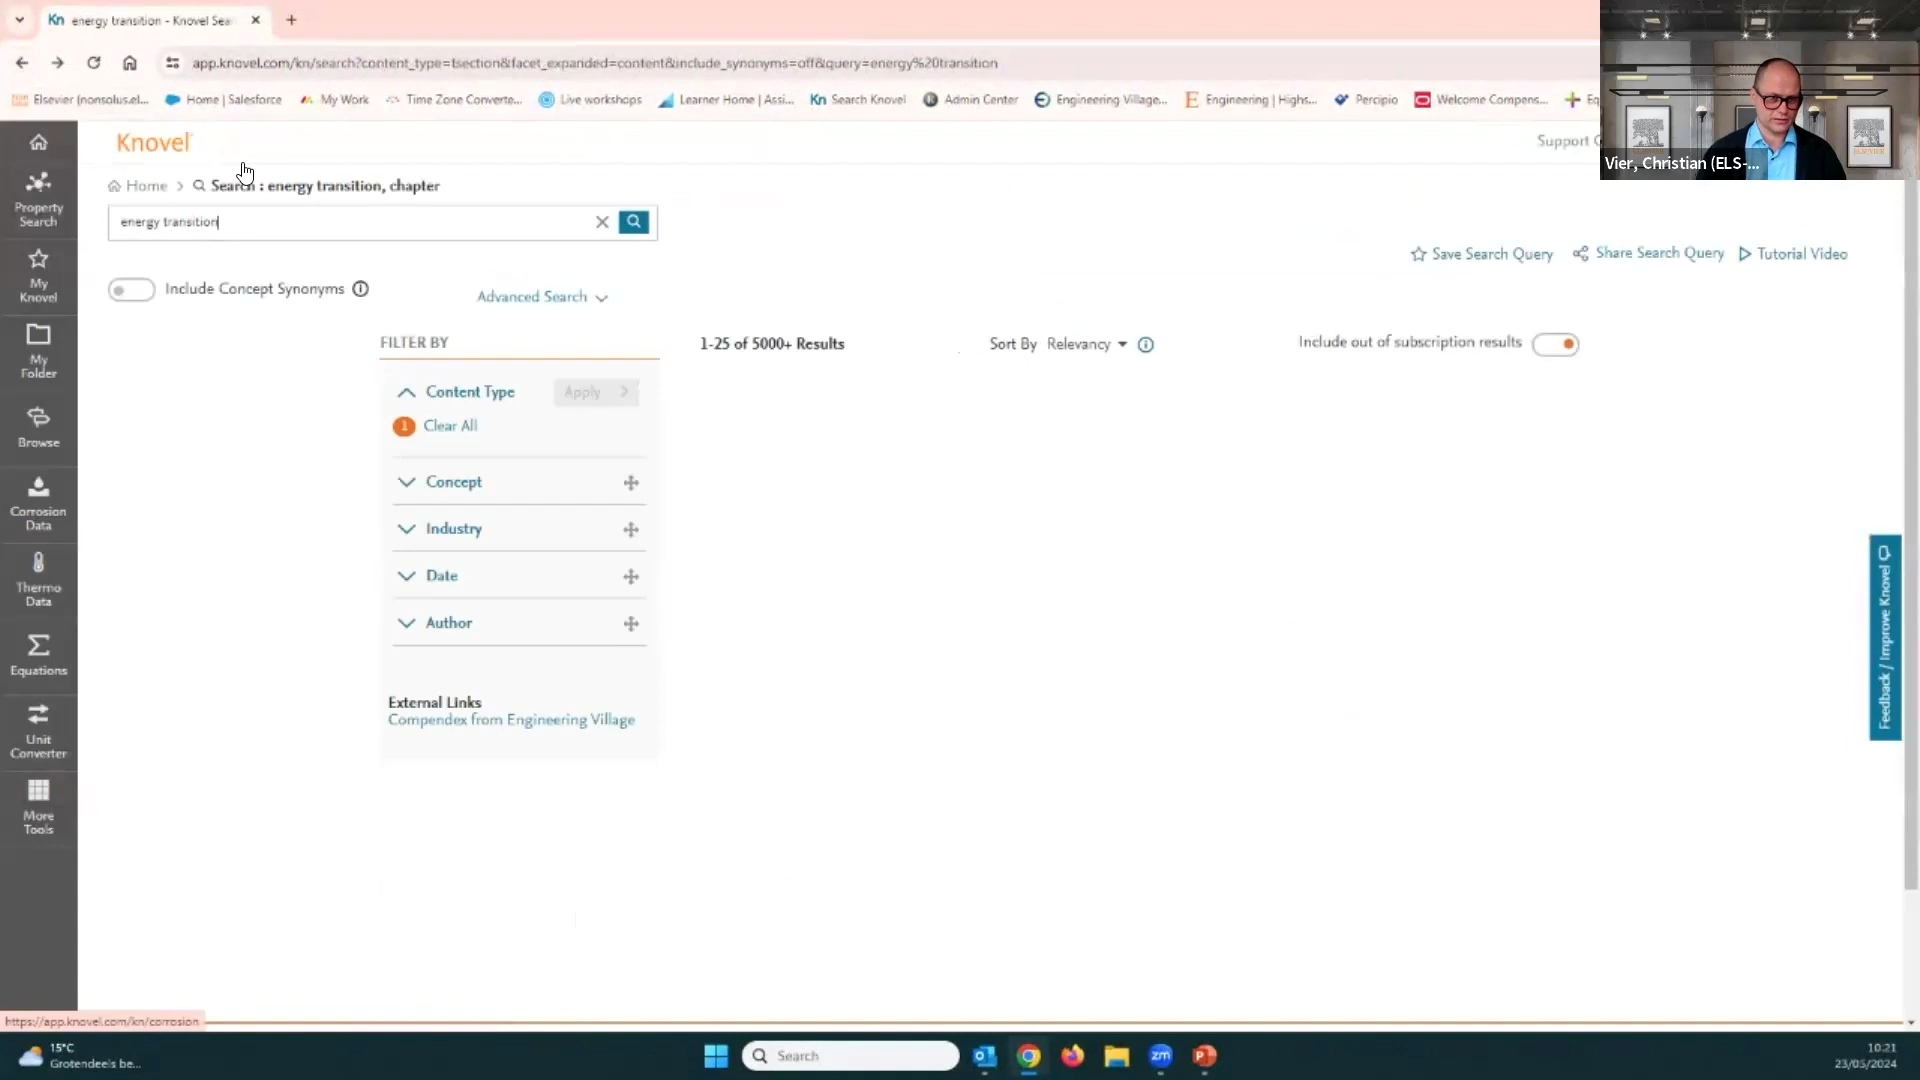 Kn energy transition - Knovel Sea
app.knovel.com/kn/search?content_type=tsection&facet_expanded=content&include_synonyms=off&query=energy%20transition
Elsevier (nonsolus.el...
Home | Salesforce
My Work
Time Zone Converte...
Live workshops
Learner Home | Assi...
Kn Search Knovel
Admin Center
Engineering Village...
Engineering | Highs...
Percipio
Welcome Compens...
Eq
Vier, Christian (ELS-...
Knovel
Support
Home > Search : energy transition, chapter
energy transition
Save Search Query
Share Search Query
Tutorial Video
Include Concept Synonyms
Advanced Search
FILTER BY
1-25 of 5000+ Results
Sort By Relevancy
Include out of subscription results
Content Type
Apply
1 Clear All
Concept
Industry
Date
Author
External Links
Compendex from Engineering Village
Property
Search
My
Knovel
My
Folder
Browse
Corrosion
Data
Thermo
Data
Equations
Unit
Converter
More
Tools
Feedback / Improve Knovel
https://app.knovel.com/kn/corrosion
15°C
Grotendeels be...
Search
zm
10:21
23/05/2024